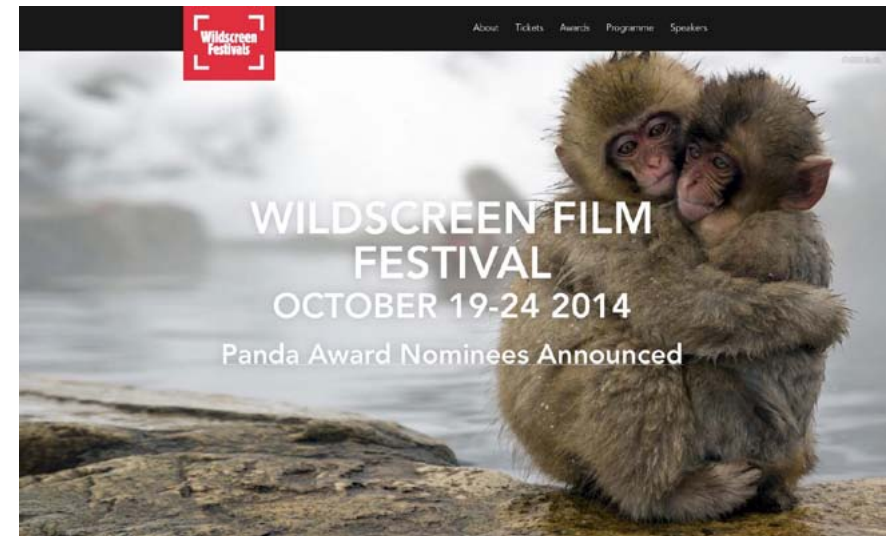 Wildscreen
Festivals
About Tickets Awards Programme Speakers
WILDSCREEN FILM
FESTIVAL
OCTOBER 19-24 2014
Panda Award Nominees Announced